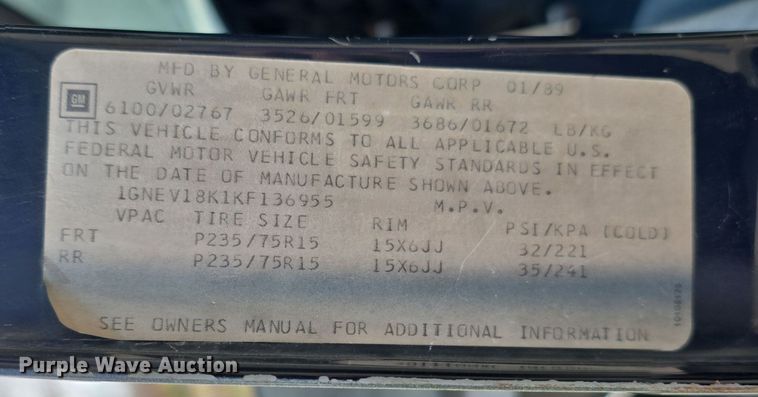 MFD BY GENERAL MOTORS CORP 01/89
GM
GVWR GAWR FRT GAWR RR
6100/02767 3526/01599 3686/01672 LB/KG
THIS VEHICLE CONFORMS TO ALL APPLICABLE U.S.
FEDERAL MOTOR VEHICLE SAFETY STANDARDS IN EFFECT
ON THE DATE OF MANUFACTURE SHOWN ABOVE.
1GNEV18K1KF136955 M.P.V.
VPAC TIRE SIZE RIM PSI/KPA (COLD)
FRT P235/75R15 15X6JJ 32/221
RR P235/75R15 15X6JJ 35/241
SEE OWNERS MANUAL FOR ADDITIONAL INFORMATION
Purple Wave Auction